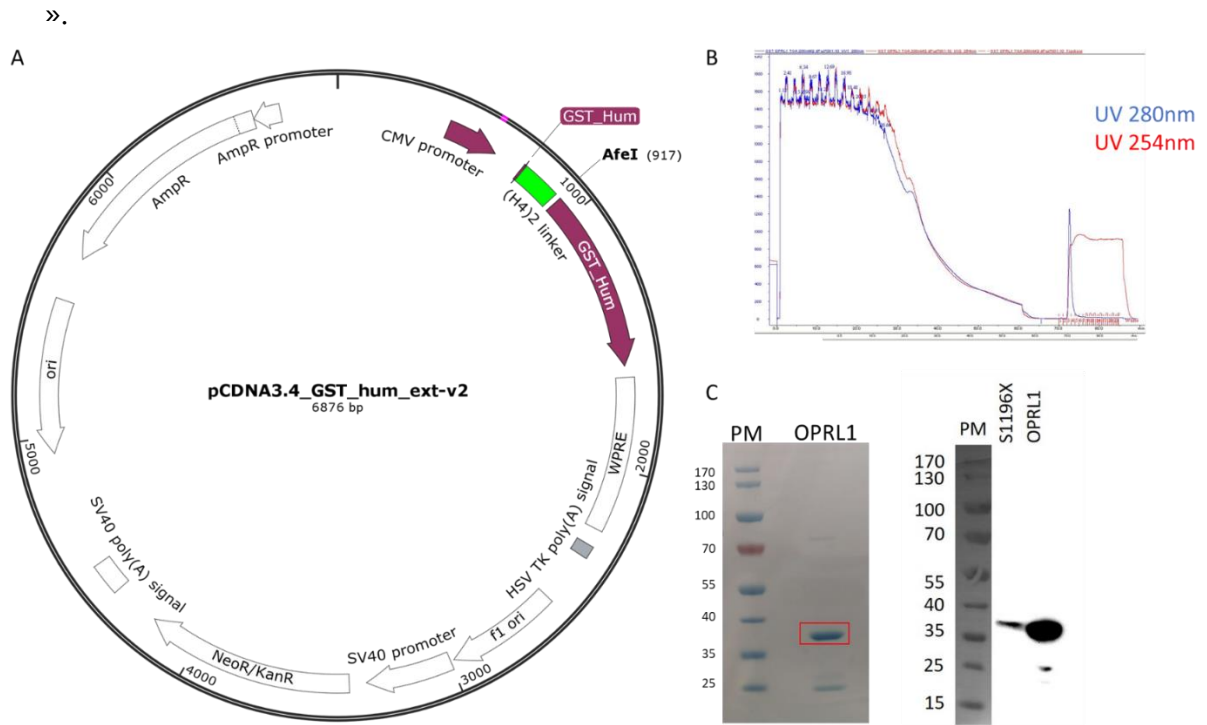 ».
A
AmpR promoter
AmpR
6000
CMV promoter
GST_Hum
AfeI (917)
1000
(H4)2 linker
GST_Hum
ori
pCDNA3.4_GST_hum_ext-v2
6876 bp
WPRE
2000
5000
SV40 poly(A) signal
HSV TK poly(A) signal
f1 ori
SV40 promoter
NeoR/KanR
4000
3000
B
UV 280nm
UV 254nm
C
PM OPRL1
170
130
100
70
55
40
35
25
PM S1196X OPRL1
170
130
100
70
55
40
35
25
15